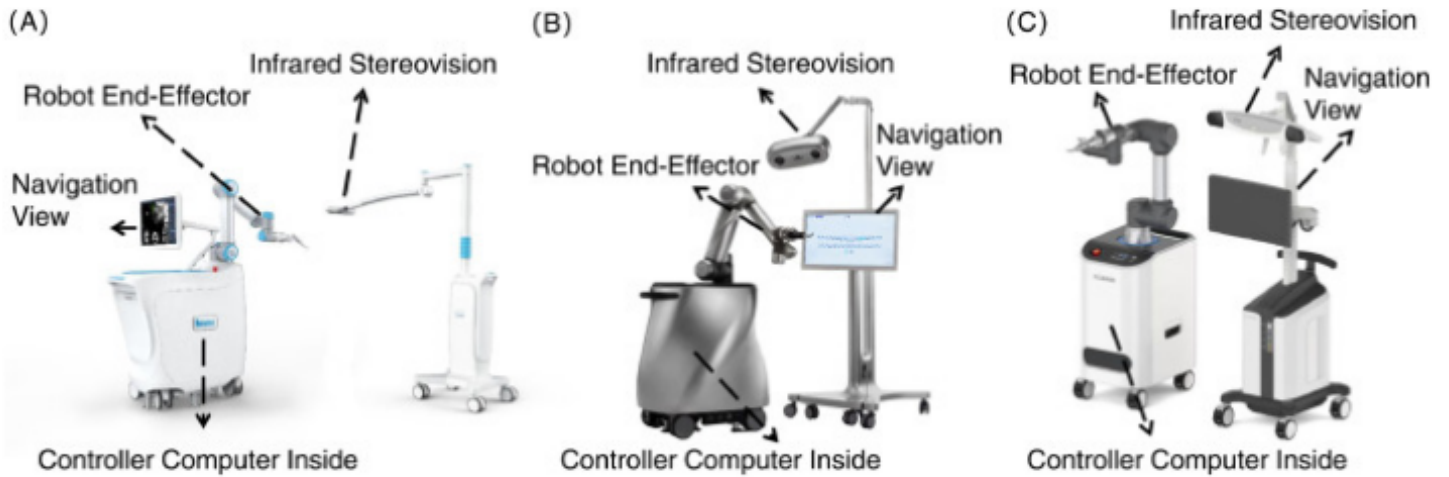 (A)
Infrared Stereovision
Robot End-Effector
Navigation
View
Controller Computer Inside
(B)
Infrared Stereovision
Navigation
View
Robot End-Effector
Controller Computer Inside
(C)
Infrared Stereovision
Robot End-Effector
Navigation
View
Controller Computer Inside